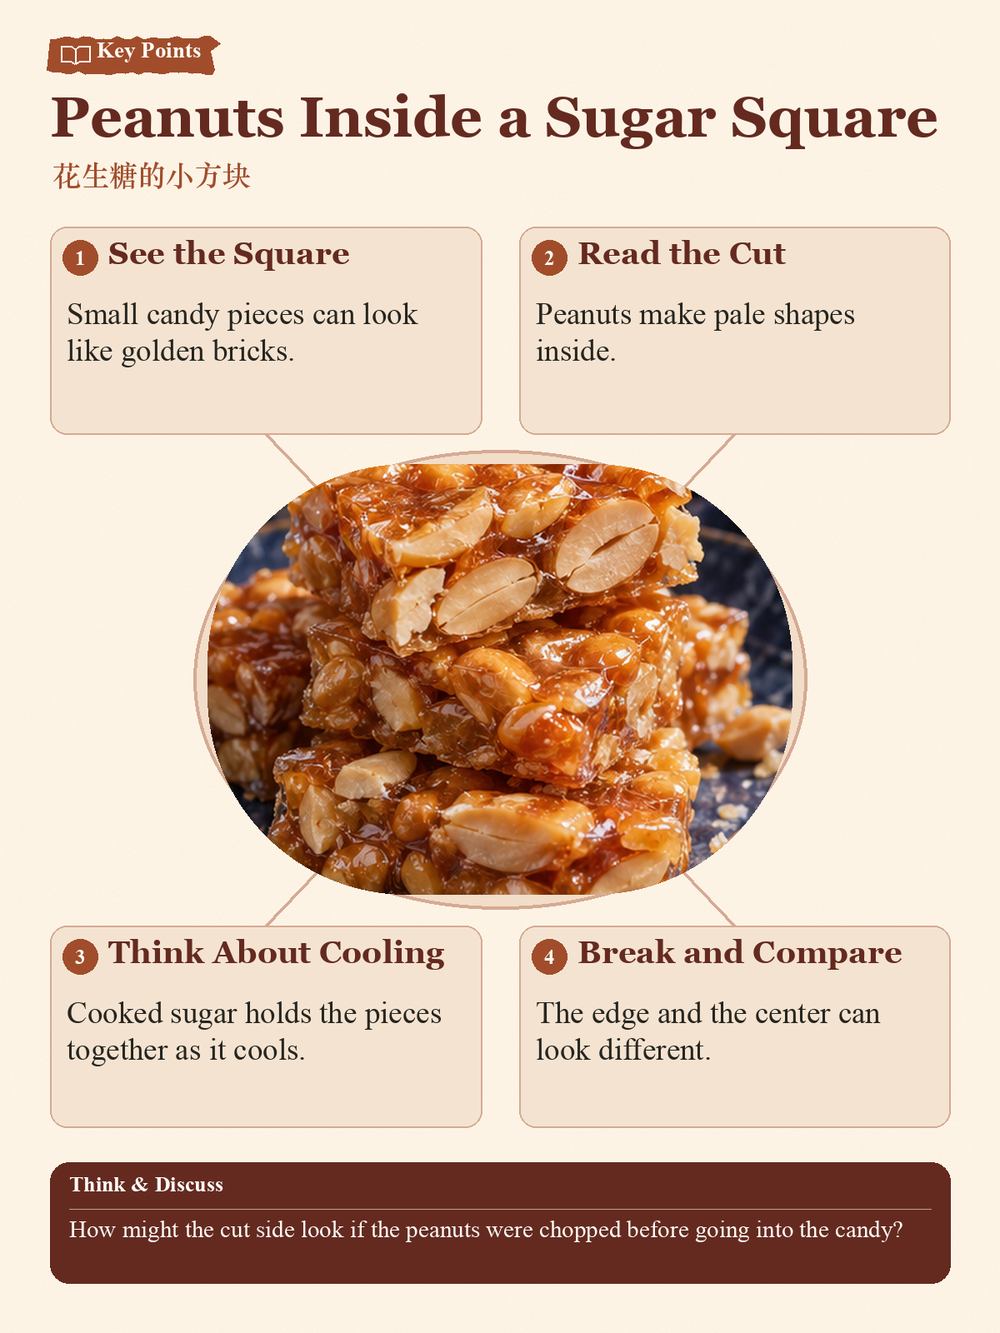 Key Points
Peanuts Inside a Sugar Square
花生糖的小方块
1 See the Square
Small candy pieces can look
like golden bricks.
2 Read the Cut
Peanuts make pale shapes
inside.
3 Think About Cooling
Cooked sugar holds the pieces
together as it cools.
4 Break and Compare
The edge and the center can
look different.
Think & Discuss
How might the cut side look if the peanuts were chopped before going into the candy?